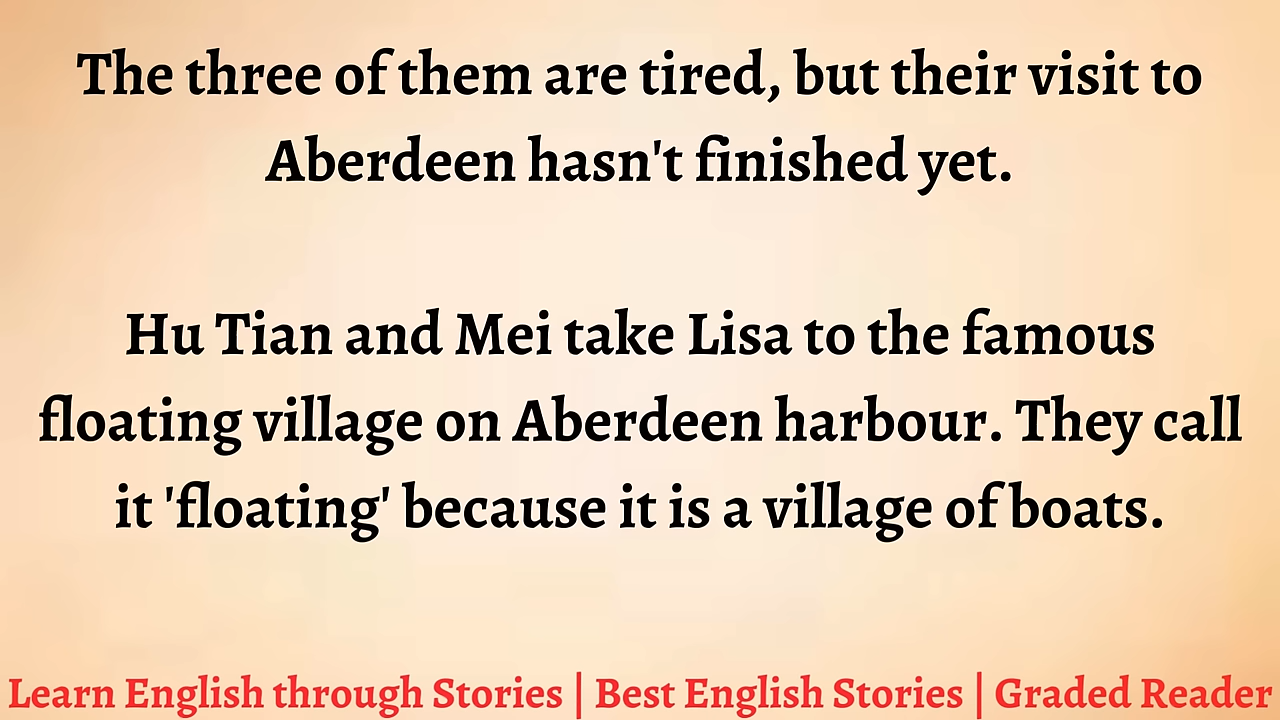 The three of them are tired, but their visit to
Aberdeen hasn't finished yet.
Hu Tian and Mei take Lisa to the famous
floating village on Aberdeen harbour. They call
it 'floating' because it is a village of boats.
Learn English through Stories | Best English Stories | Graded Reader